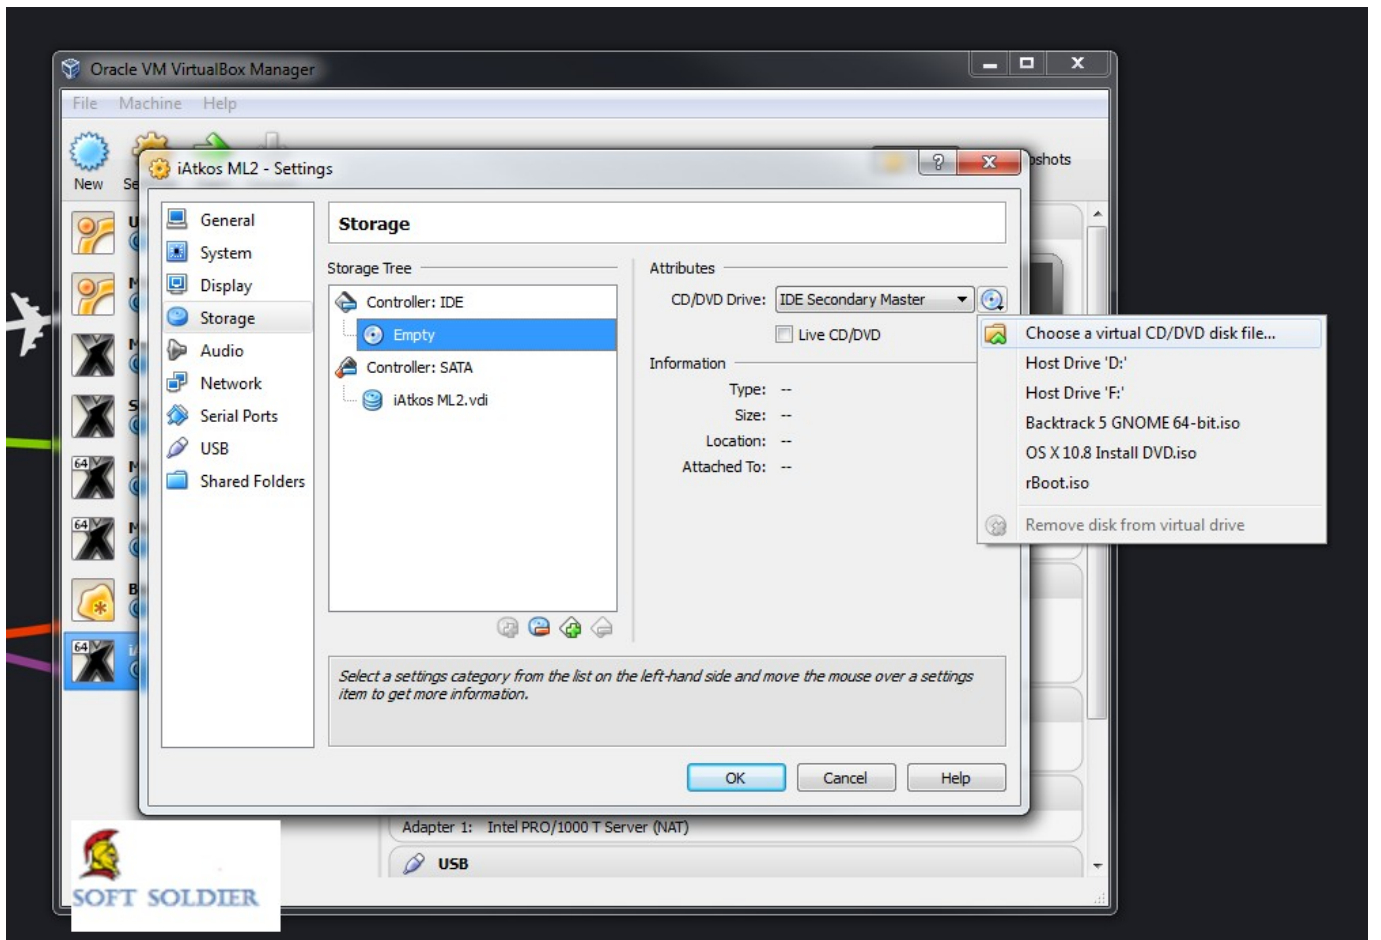 Oracle VM VirtualBox Manager
File Machine Help
New
iAtkos ML2 - Settings
General
System
Display
Storage
Audio
Network
Serial Ports
USB
Shared Folders
Storage
Storage Tree
Controller: IDE
Empty
Controller: SATA
iAtkos ML2.vdi
Attributes
CD/DVD Drive: IDE Secondary Master
Live CD/DVD
Information
Type: --
Size: --
Location: --
Attached To: --
Choose a virtual CD/DVD disk file...
Host Drive 'D:'
Host Drive 'F:'
Backtrack 5 GNOME 64-bit.iso
OS X 10.8 Install DVD.iso
rBoot.iso
Remove disk from virtual drive
Select a settings category from the list on the left-hand side and move the mouse over a settings
item to get more information.
OK Cancel Help
64
64
64
Adapter 1: Intel PRO/1000 T Server (NAT)
USB
SOFT SOLDIER